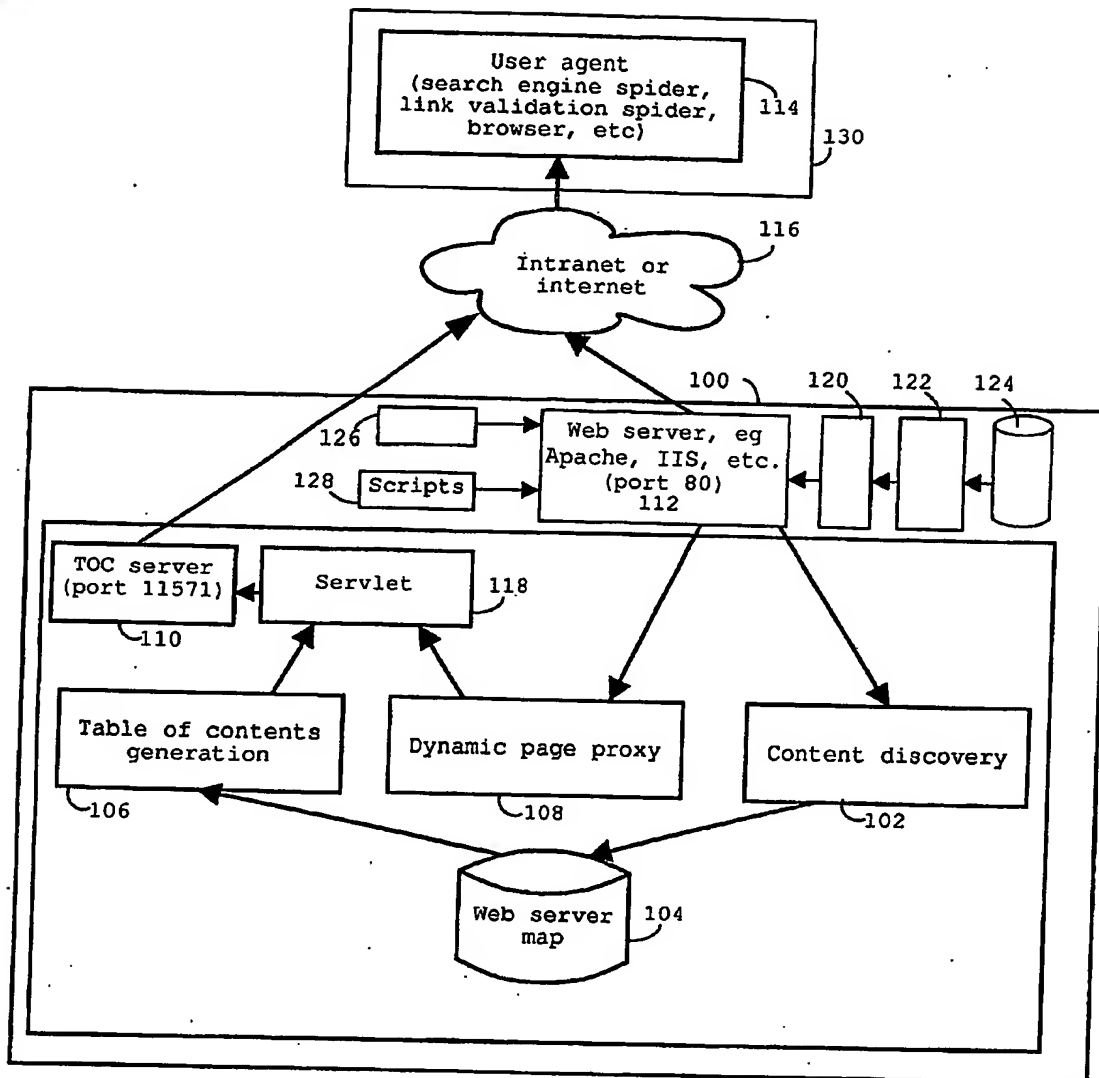 User agent
(search engine spider,
link validation spider,
browser, etc)
114
130
116
Intranet or
internet
100
120
122
124
126
Web server, eg
Apache, IIS, etc.
(port 80)
112
128
Scripts
TOC server
(port 11571)
110
Servlet
118
Table of contents
generation
106
Dynamic page proxy
108
Content discovery
102
Web server
map
104